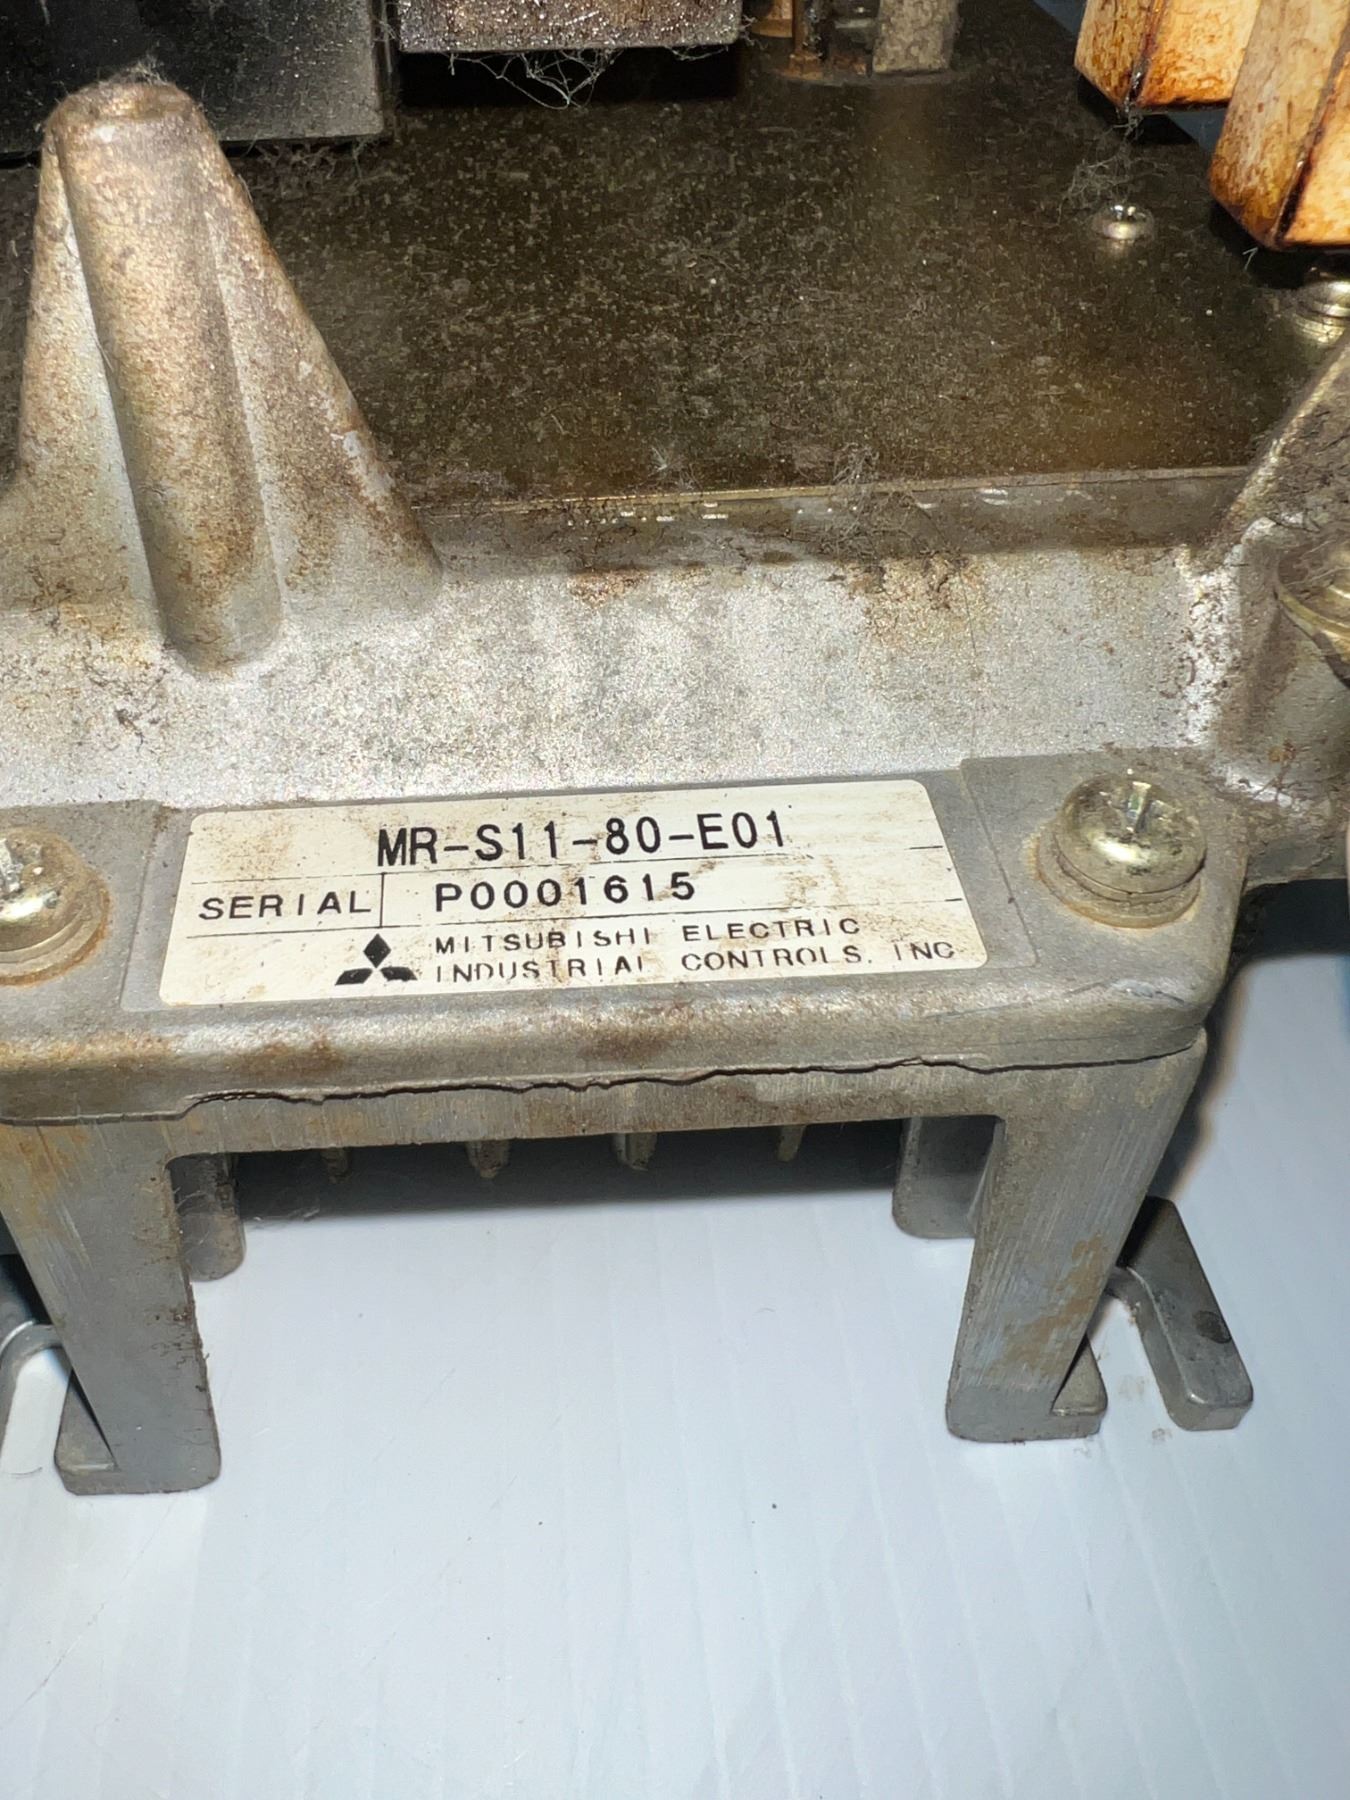 MR-S11-80-E01
SERIAL P0001615
MITSUBISHI ELECTRIC
INDUSTRIAL CONTROLS, INC